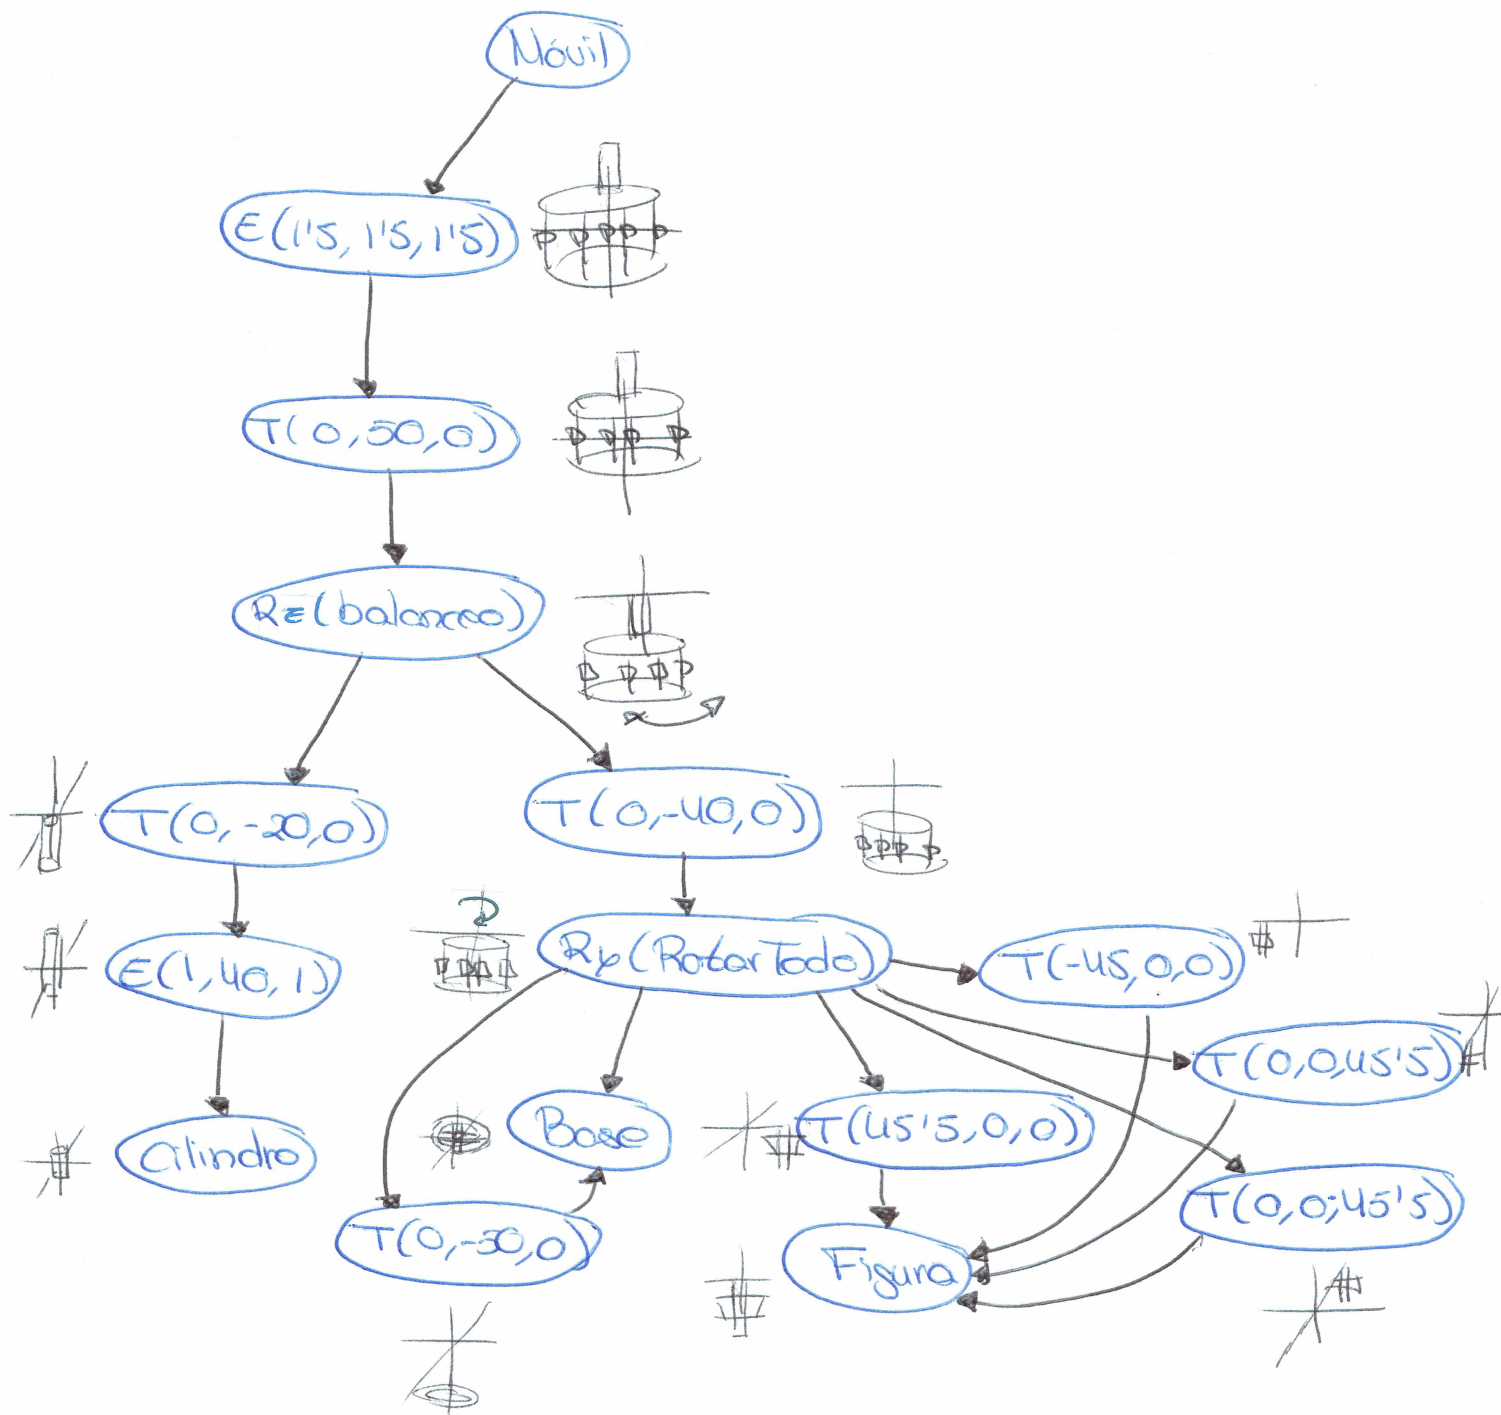 Móvil
E(1'5, 1'5, 1'5)
T(0,50,0)
Rz(balanceo)
T(0,-20,0)
T(0,-40,0)
E(1,40,1)
Ry(RotarTodo)
T(-45,0,0)
T(0,0,45'5)
Cilindro
Base
T(45'5,0,0)
T(0,-50,0)
Figura
T(0,0,-45'5)